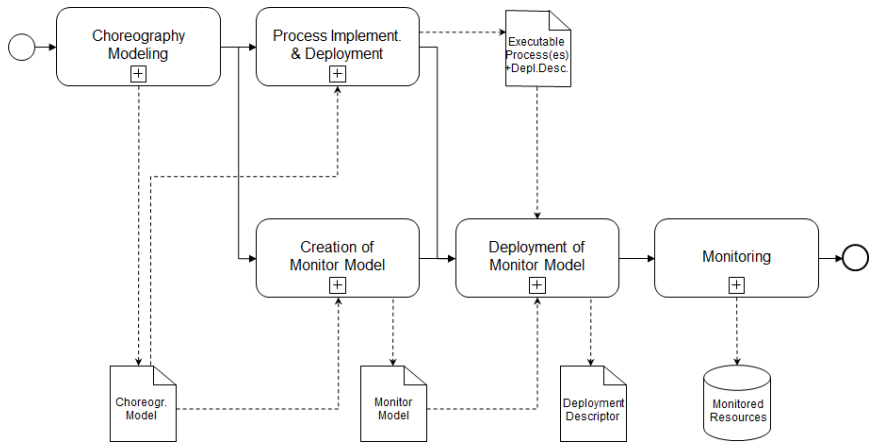 Choreography
Modeling
Process Implement.
& Deployment
Executable
Process(es)
+Depl.Desc.
Creation of
Monitor Model
Deployment of
Monitor Model
Monitoring
Choreogr.
Model
Monitor
Model
Deployment
Descriptor
Monitored
Resources